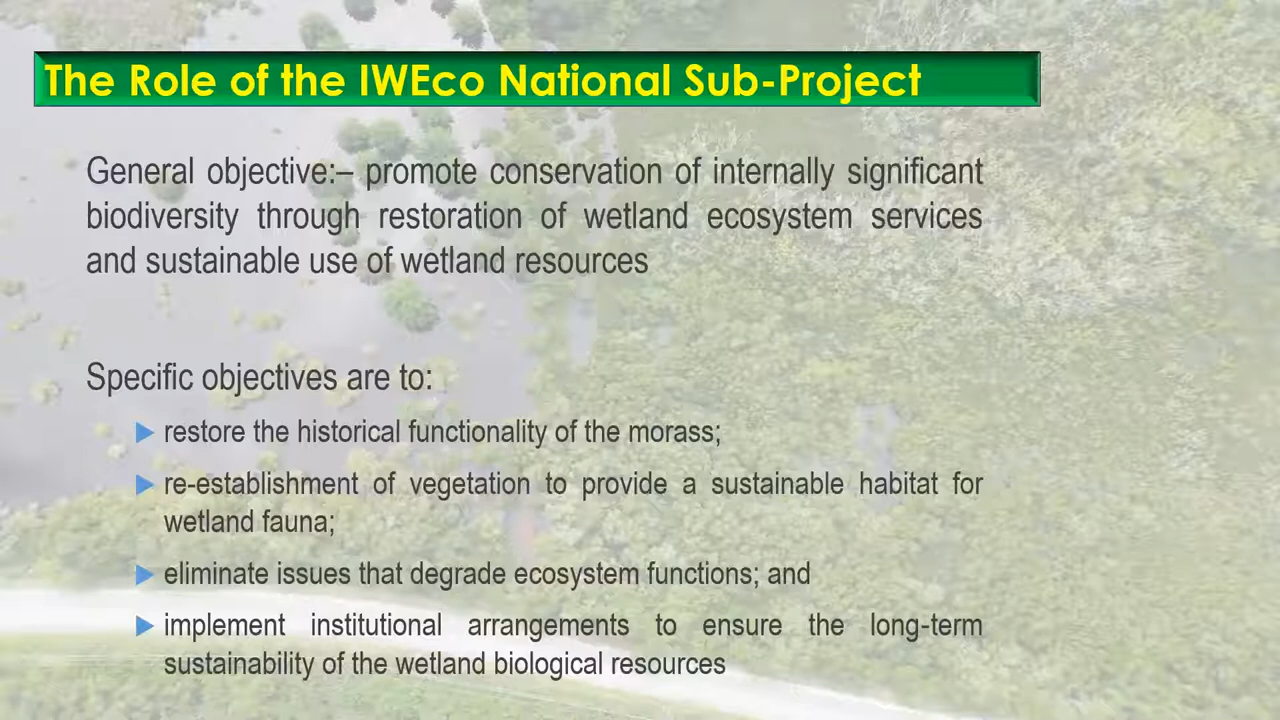 The Role of the IWEco National Sub-Project
General objective:– promote conservation of internally significant
biodiversity through restoration of wetland ecosystem services
and sustainable use of wetland resources
Specific objectives are to:
▶ restore the historical functionality of the morass;
▶ re-establishment of vegetation to provide a sustainable habitat for
wetland fauna;
▶ eliminate issues that degrade ecosystem functions; and
▶ implement institutional arrangements to ensure the long-term
sustainability of the wetland biological resources